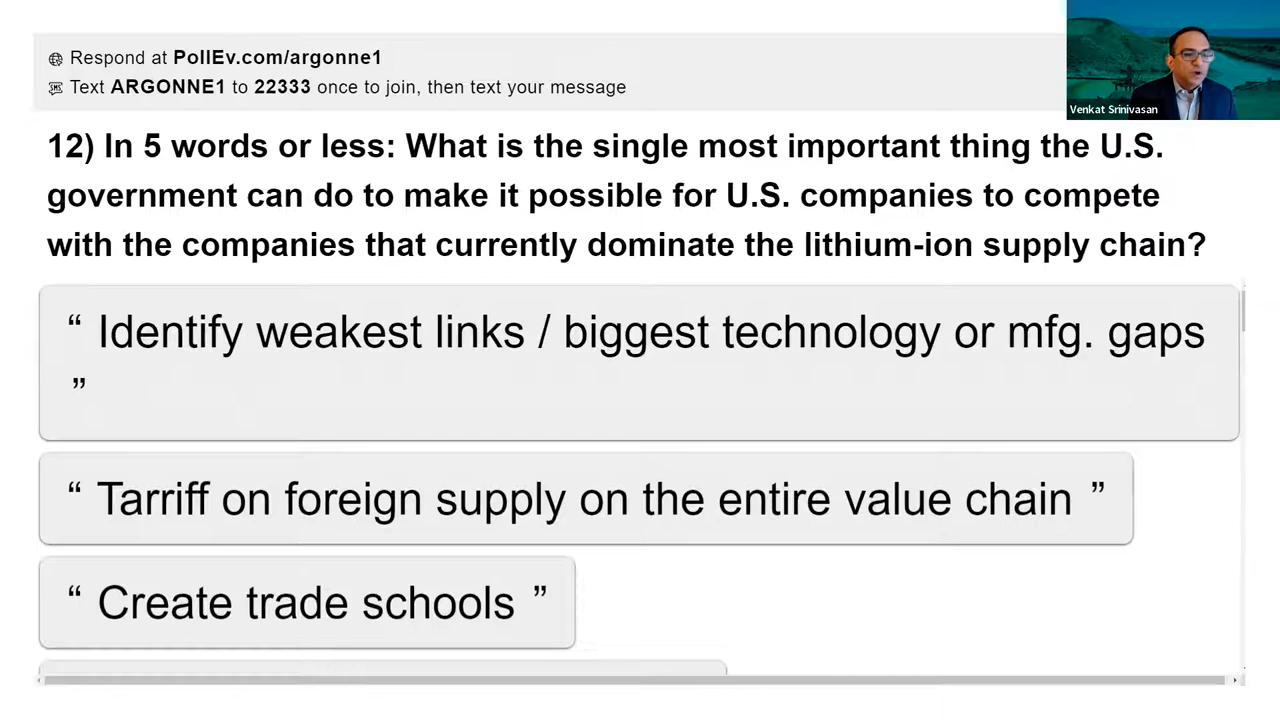 Respond at PollEv.com/argonne1
Text ARGONNE1 to 22333 once to join, then text your message
Venkat Srinivasan
12) In 5 words or less: What is the single most important thing the U.S.
government can do to make it possible for U.S. companies to compete
with the companies that currently dominate the lithium-ion supply chain?
“ Identify weakest links / biggest technology or mfg. gaps
”
“ Tarriff on foreign supply on the entire value chain ”
“ Create trade schools ”